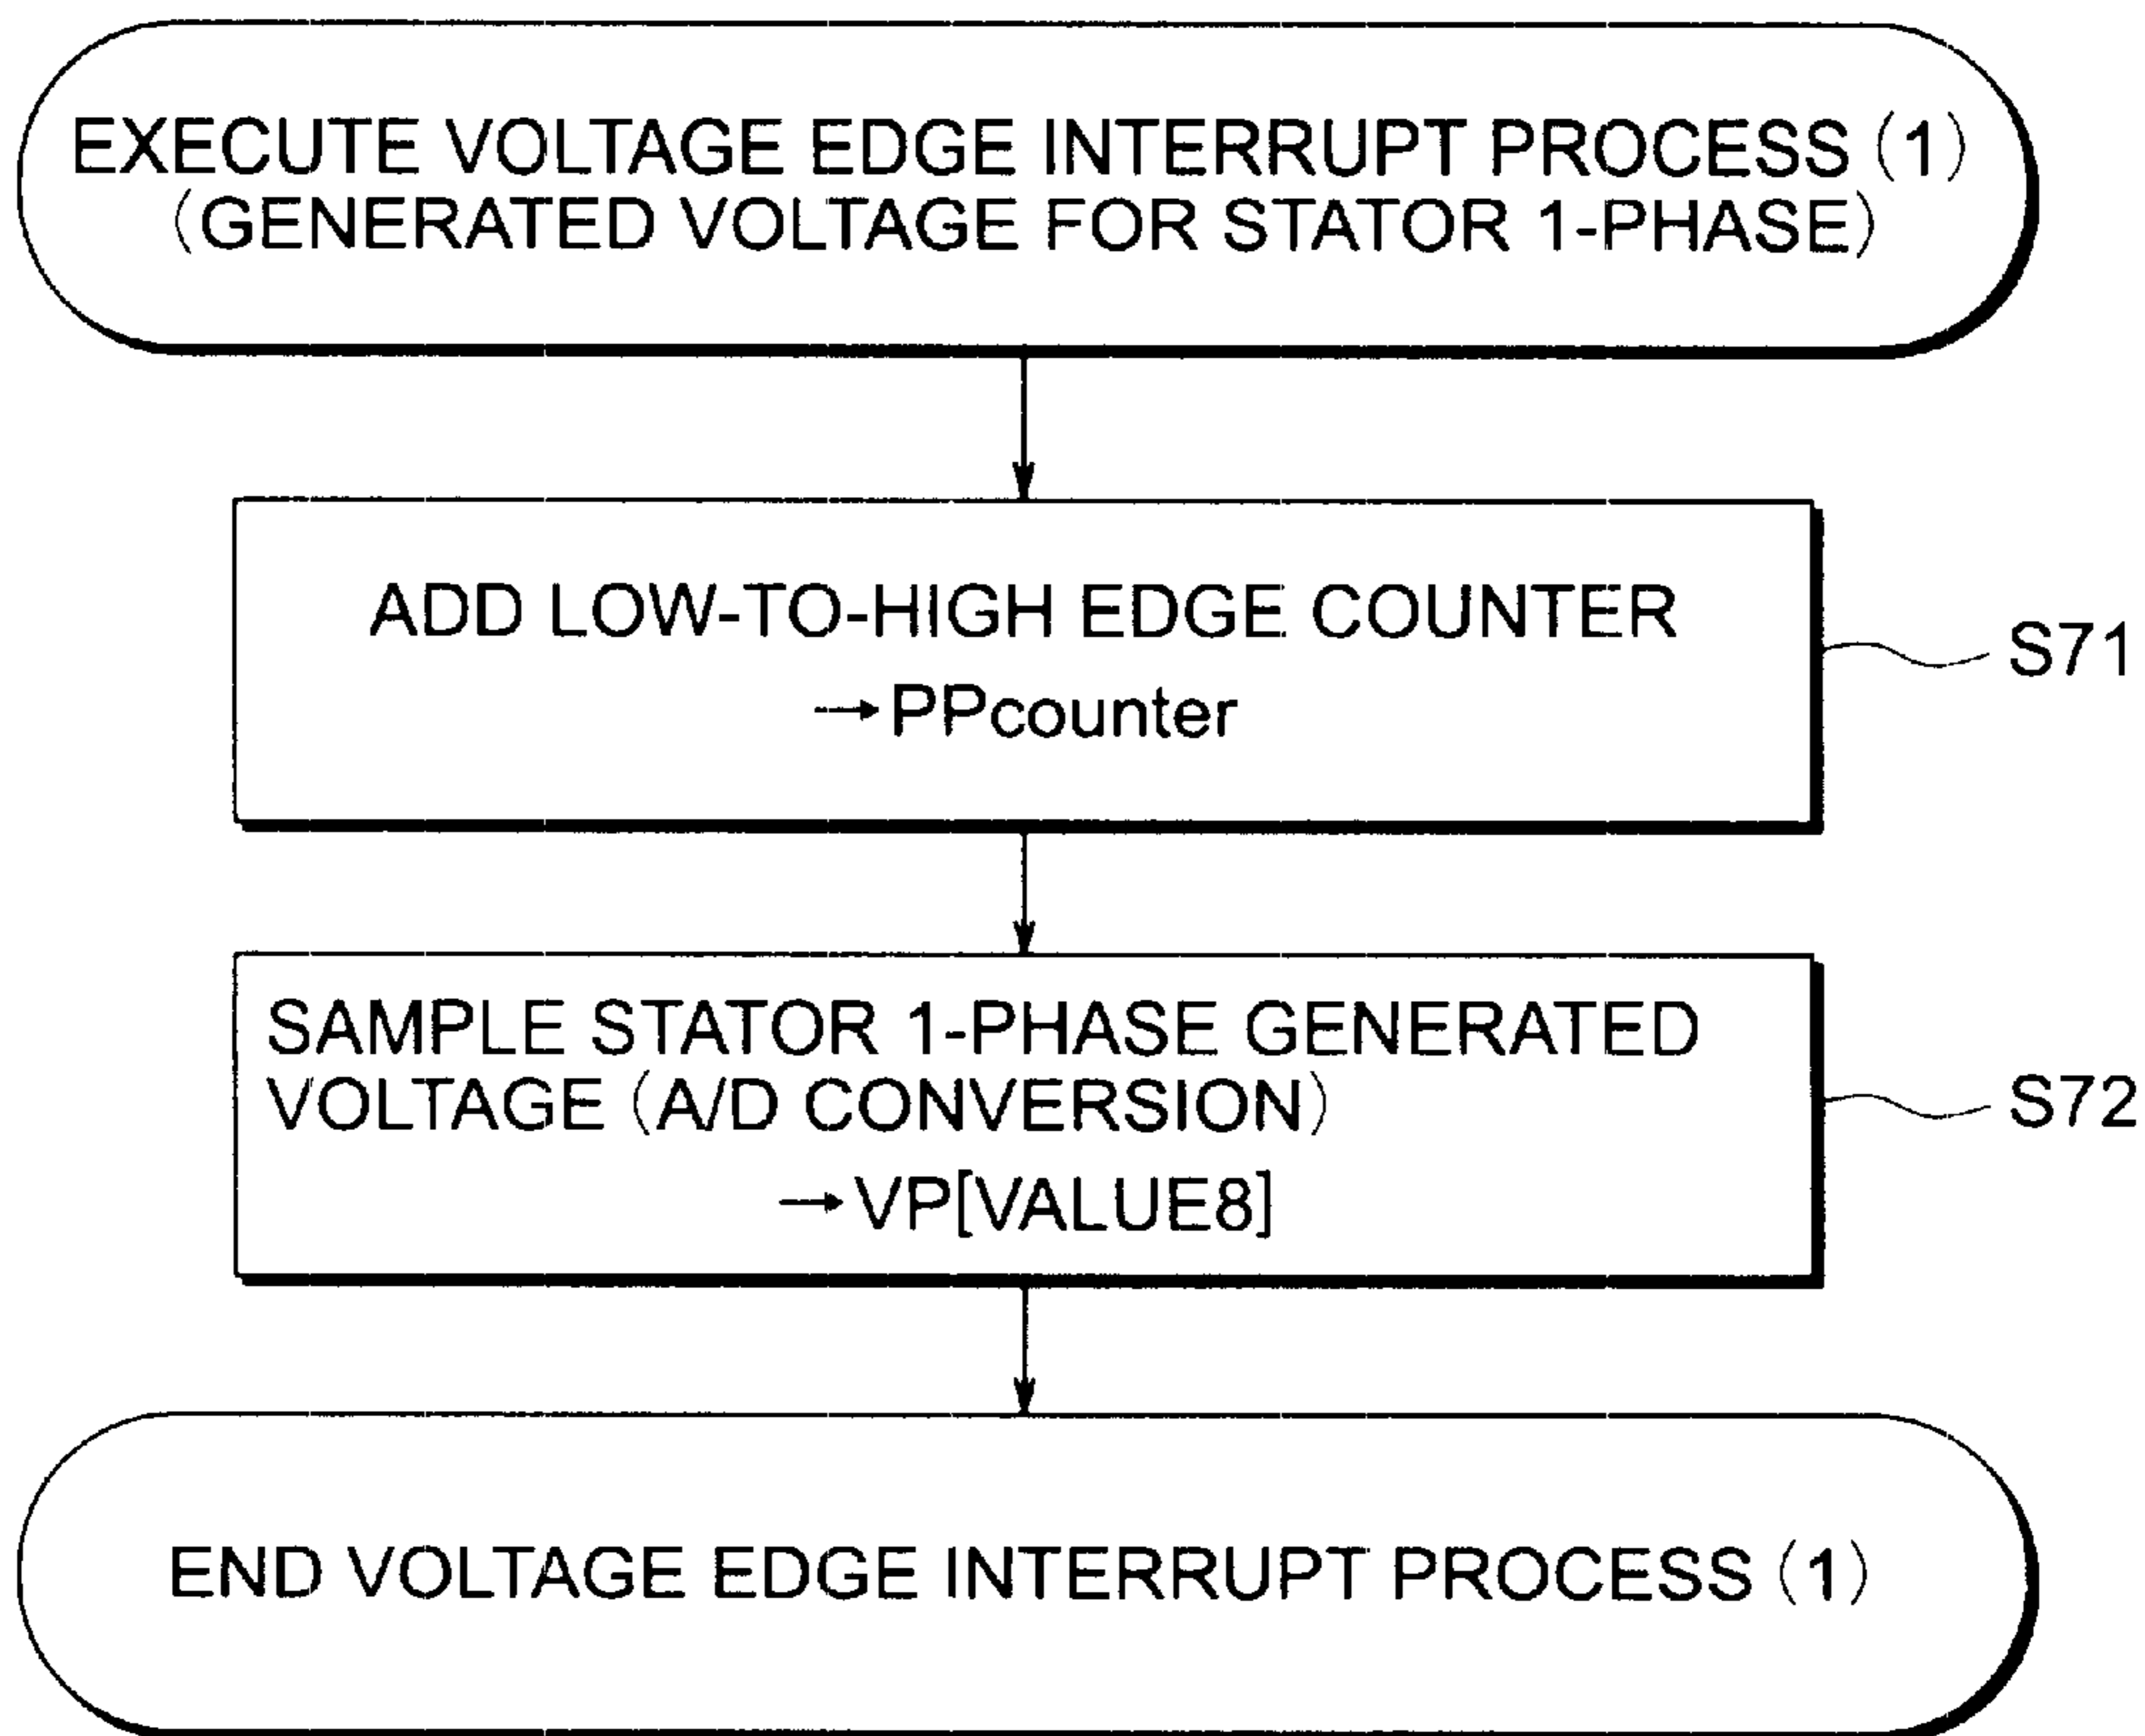 EXECUTE VOLTAGE EDGE INTERRUPT PROCESS (1)
(GENERATED VOLTAGE FOR STATOR 1-PHASE)
ADD LOW-TO-HIGH EDGE COUNTER
→PPcounter
S71
SAMPLE STATOR 1-PHASE GENERATED
VOLTAGE (A/D CONVERSION)
→VP[VALUE8]
S72
END VOLTAGE EDGE INTERRUPT PROCESS (1)